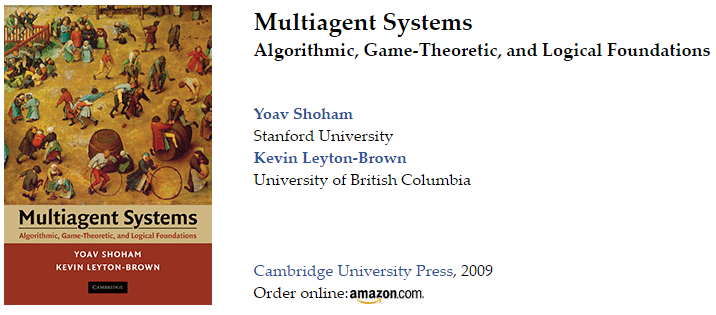 Multiagent Systems
Algorithmic, Game-Theoretic, and Logical Foundations
YOAV SHOHAM
KEVIN LEYTON-BROWN
CAMBRIDGE
Multiagent Systems
Algorithmic, Game-Theoretic, and Logical Foundations
Yoav Shoham
Stanford University
Kevin Leyton-Brown
University of British Columbia
Cambridge University Press, 2009
Order online:amazon.com.